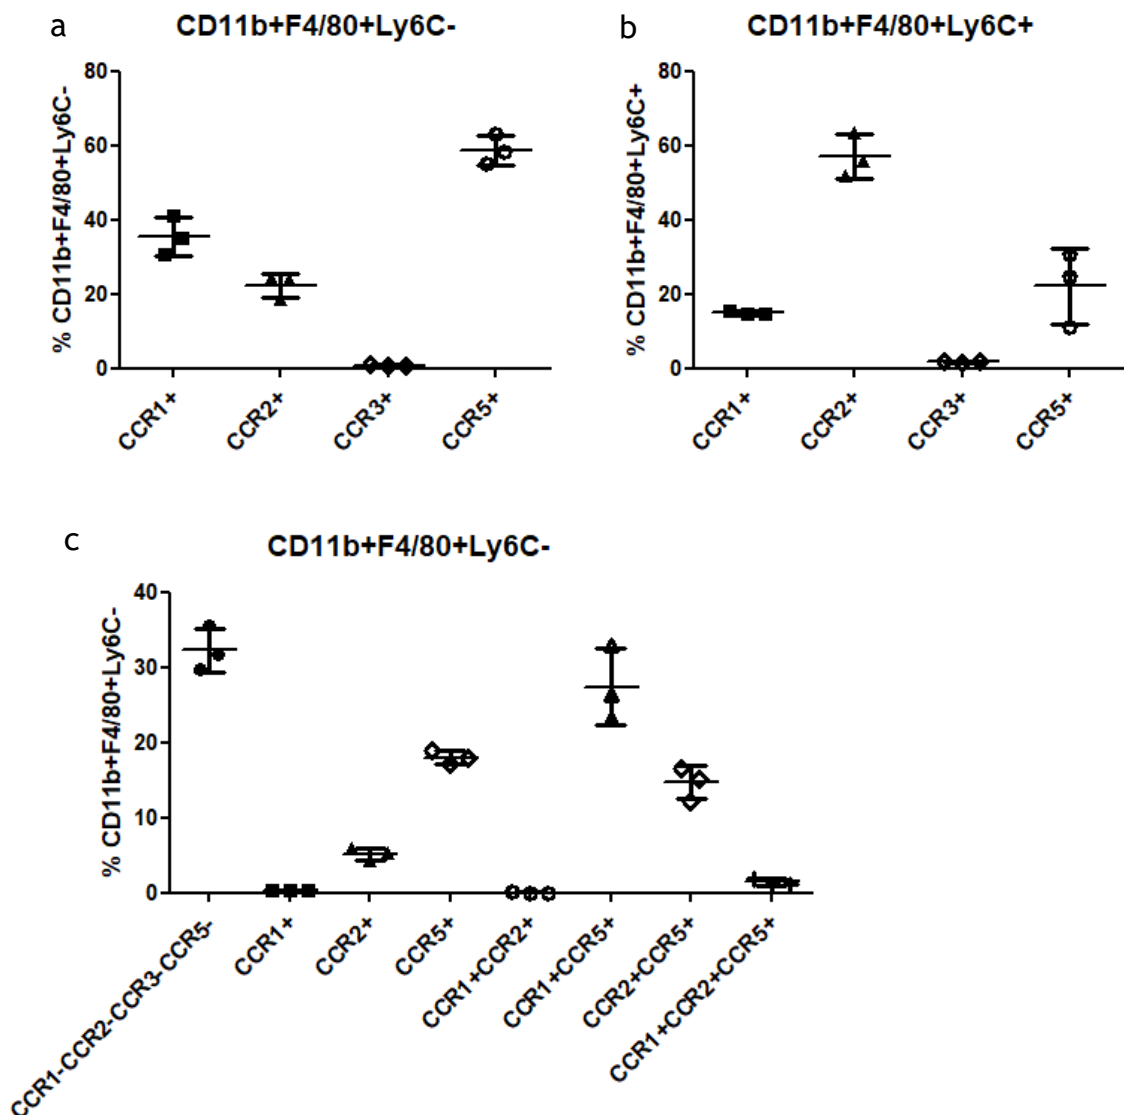 a
CD11b+F4/80+Ly6C-
% CD11b+F4/80+Ly6C-
80
60
40
20
0
CCR1+
CCR2+
CCR3+
CCR5+
b
CD11b+F4/80+Ly6C+
% CD11b+F4/80+Ly6C+
80
60
40
20
0
CCR1+
CCR2+
CCR3+
CCR5+
c
CD11b+F4/80+Ly6C-
% CD11b+F4/80+Ly6C-
40
30
20
10
0
CCR1-CCR2-CCR3-CCR5-
CCR1+
CCR2+
CCR5+
CCR1+CCR2+
CCR1+CCR5+
CCR2+CCR5+
CCR1+CCR2+CCR5+